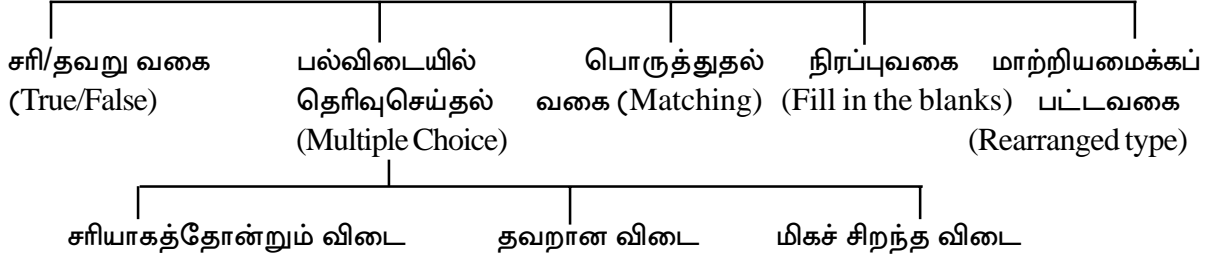 சரி/தவறு வகை பல்விடையில் பொருத்துதல் நிரப்புவகை மாற்றியமைக்கப்
(True/False) தெரிவுசெய்தல் வகை (Matching) (Fill in the blanks) பட்டவகை
(Multiple Choice) (Rearranged type)
சரியாகத்தோன்றும் விடை தவறான விடை மிகச் சிறந்த விடை